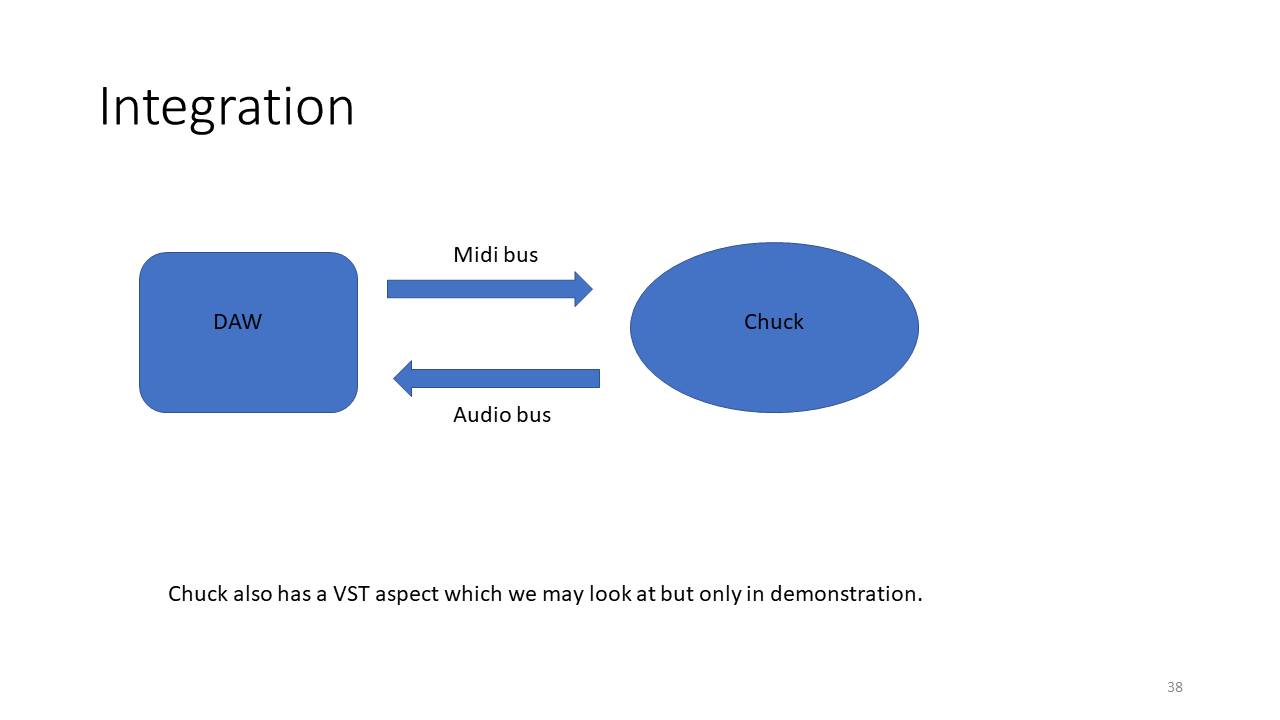 Integration
Midi bus
DAW
Chuck
Audio bus
Chuck also has a VST aspect which we may look at but only in demonstration.
38